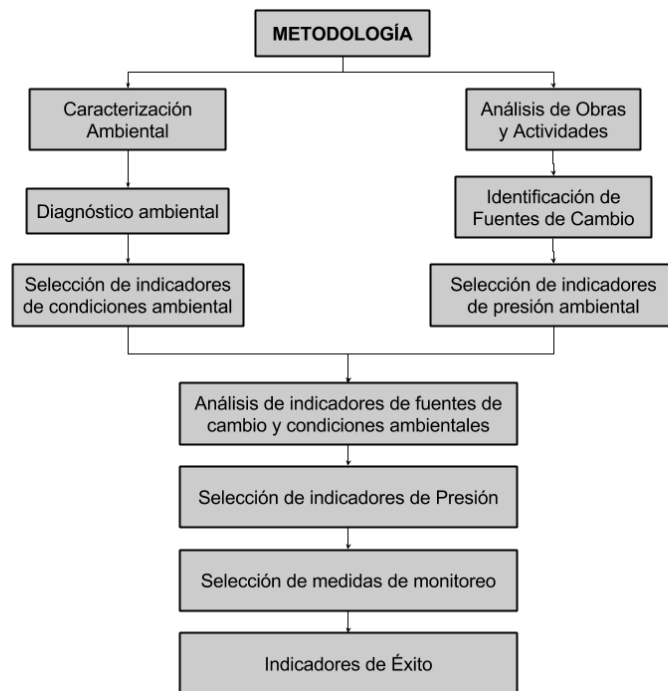 METODOLOGÍA
Caracterización
Ambiental
Diagnóstico ambiental
Selección de indicadores
de condiciones ambiental
Análisis de Obras
y Actividades
Identificación de
Fuentes de Cambio
Selección de indicadores
de presión ambiental
Análisis de indicadores de fuentes de
cambio y condiciones ambientales
Selección de indicadores de Presión
Selección de medidas de monitoreo
Indicadores de Éxito